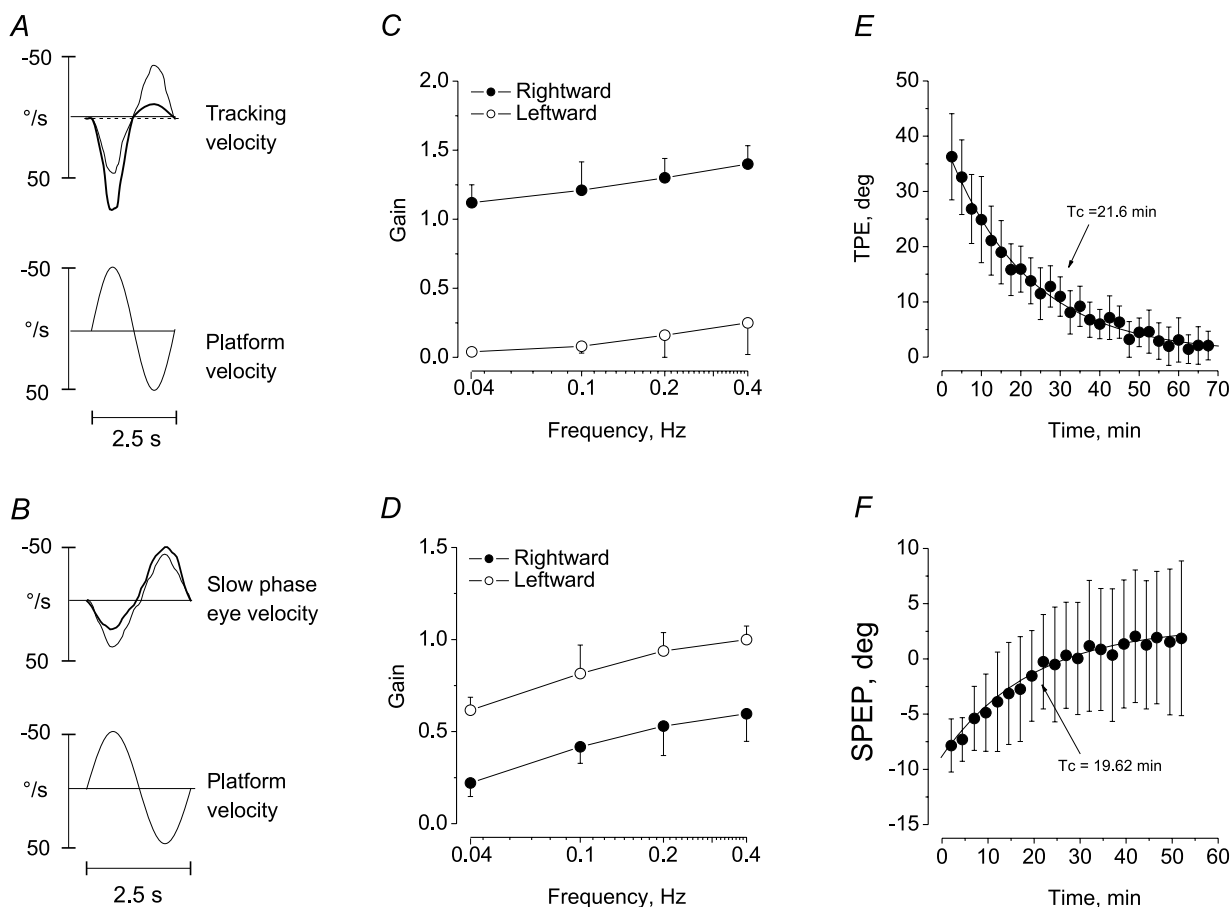 A
-50
°/s
50
Tracking
velocity
-50
°/s
50
Platform
velocity
2.5 s
B
-50
°/s
50
Slow phase
eye velocity
-50
°/s
50
Platform
velocity
2.5 s
C
Rightward
Leftward
2.0
1.5
1.0
0.5
0.0
Gain
0.04 0.1 0.2 0.4
Frequency, Hz
D
Rightward
Leftward
1.5
1.0
0.5
0.0
Gain
0.04 0.1 0.2 0.4
Frequency, Hz
E
50
40
30
20
10
0
TPE, deg
Tc =21.6 min
0 10 20 30 40 50 60 70
Time, min
F
10
5
0
-5
-10
-15
SPEP, deg
Tc = 19.62 min
0 10 20 30 40 50 60
Time, min